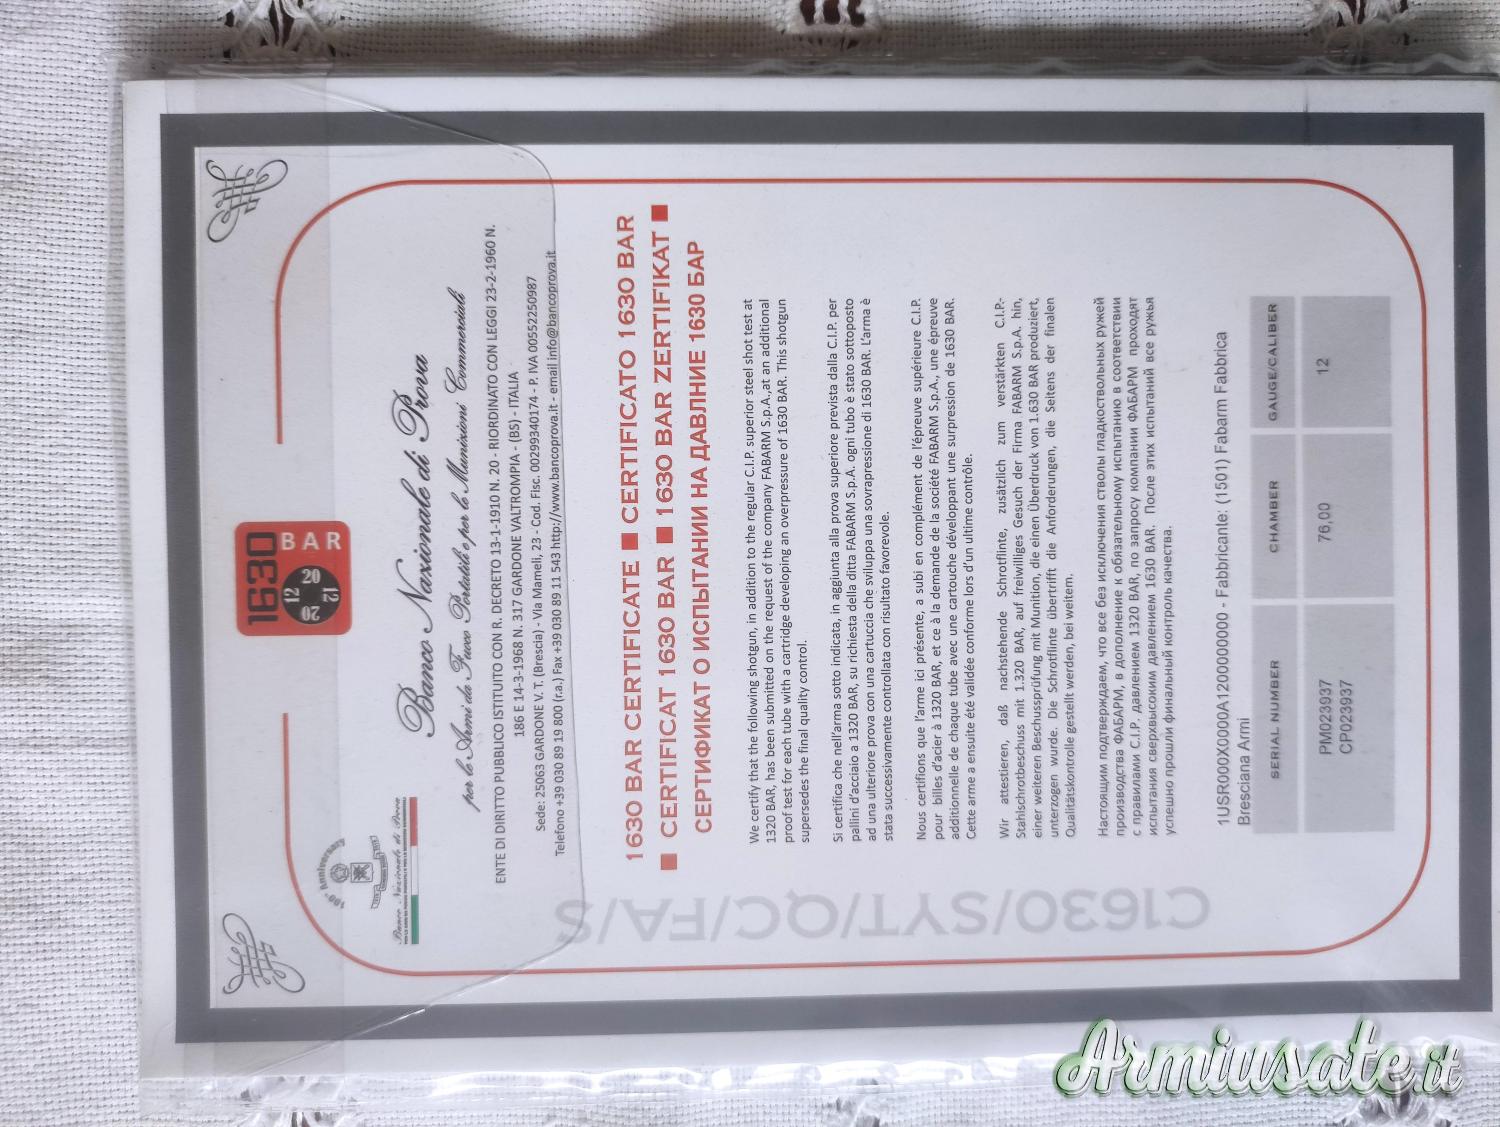 1630
BAR
20
12
12
20
Banco Nazionale di Prova
per le Armi da Fuoco Portatili e per le Munizioni Commerciali
100° Anniversary
Banco Nazionale di Prova
ENTE DI DIRITTO PUBBLICO ISTITUITO CON R. DECRETO 13-1-1910 N. 20 - RIORDINATO CON LEGGI 23-2-1960 N.
186 E 14-3-1968 N. 317 GARDONE VALTROMPIA - (BS) - ITALIA
Sede: 25063 GARDONE V. T. (Brescia) - Via Mameli, 23 - Cod. Fisc. 00299340174 - P. IVA 00552250987
Telefono +39 030 89 19 800 (r.a.) Fax +39 030 89 11 543 http://www.bancoprova.it - email info@bancoprova.it
1630 BAR CERTIFICATE ■ CERTIFICATO 1630 BAR
■ CERTIFICAT 1630 BAR ■ 1630 BAR ZERTIFIKAT ■
СЕРТИФИКАТ О ИСПЫТАНИИ НА ДАВЛНИЕ 1630 БАР
We certify that the following shotgun, in addition to the regular C.I.P. superior steel shot test at
1320 BAR, has been submitted on the request of the company FABARM S.p.A.,at an additional
proof test for each tube with a cartridge developing an overpressure of 1630 BAR. This shotgun
supersedes the final quality control.
Si certifica che nell'arma sotto indicata, in aggiunta alla prova superiore prevista dalla C.I.P. per
pallini d'acciaio a 1320 BAR, su richiesta della ditta FABARM S.p.A. ogni tubo è stato sottoposto
ad una ulteriore prova con una cartuccia che sviluppa una sovrapressione di 1630 BAR. L'arma è
stata successivamente controllata con risultato favorevole.
Nous certifions que l'arme ici présente, a subi en complément de l'épreuve supérieure C.I.P.
pour billes d'acier à 1320 BAR, et ce à la demande de la société FABARM S.p.A., une épreuve
additionnelle de chaque tube avec une cartouche développant une surpression de 1630 BAR.
Cette arme a ensuite été validée conforme lors d'un ultime contrôle.
Wir attestieren, daß nachstehende Schrotflinte, zusätzlich zum verstärkten C.I.P.-
Stahlschrotbeschuss mit 1.320 BAR, auf freiwilliges Gesuch der Firma FABARM S.p.A. hin,
einer weiteren Beschussprüfung mit Munition, die einen Überdruck von 1.630 BAR produziert,
unterzogen wurde. Die Schrotflinte übertrifft die Anforderungen, die Seitens der finalen
Qualitätskontrolle gestellt werden, bei weitem.
Настоящим подтверждаем, что все без исключения стволы гладкоствольных ружей
производства ФАБАРМ, в дополнение к обязательному испытанию в соответствии
с правилами C.I.P. давлением 1320 BAR, по запросу компании ФАБАРМ проходят
испытания сверхвысоким давлением 1630 BAR. После этих испытаний все ружья
успешно прошли финальный контроль качества.
1USR000X0000A1200000000 - Fabbricante: (1501) Fabarm Fabbrica
Bresciana Armi
SERIAL NUMBER CHAMBER GAUGE/CALIBER
PM023937 76,00 12
CP023937
C1630/SYT/QC/FA/S
Armiusate.it